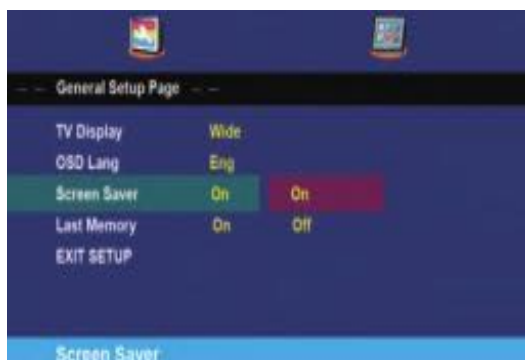 -- General Setup Page --
TV Display Wide
OSD Lang Eng
Screen Saver On On
Last Memory On Off
EXIT SETUP
Screen Saver